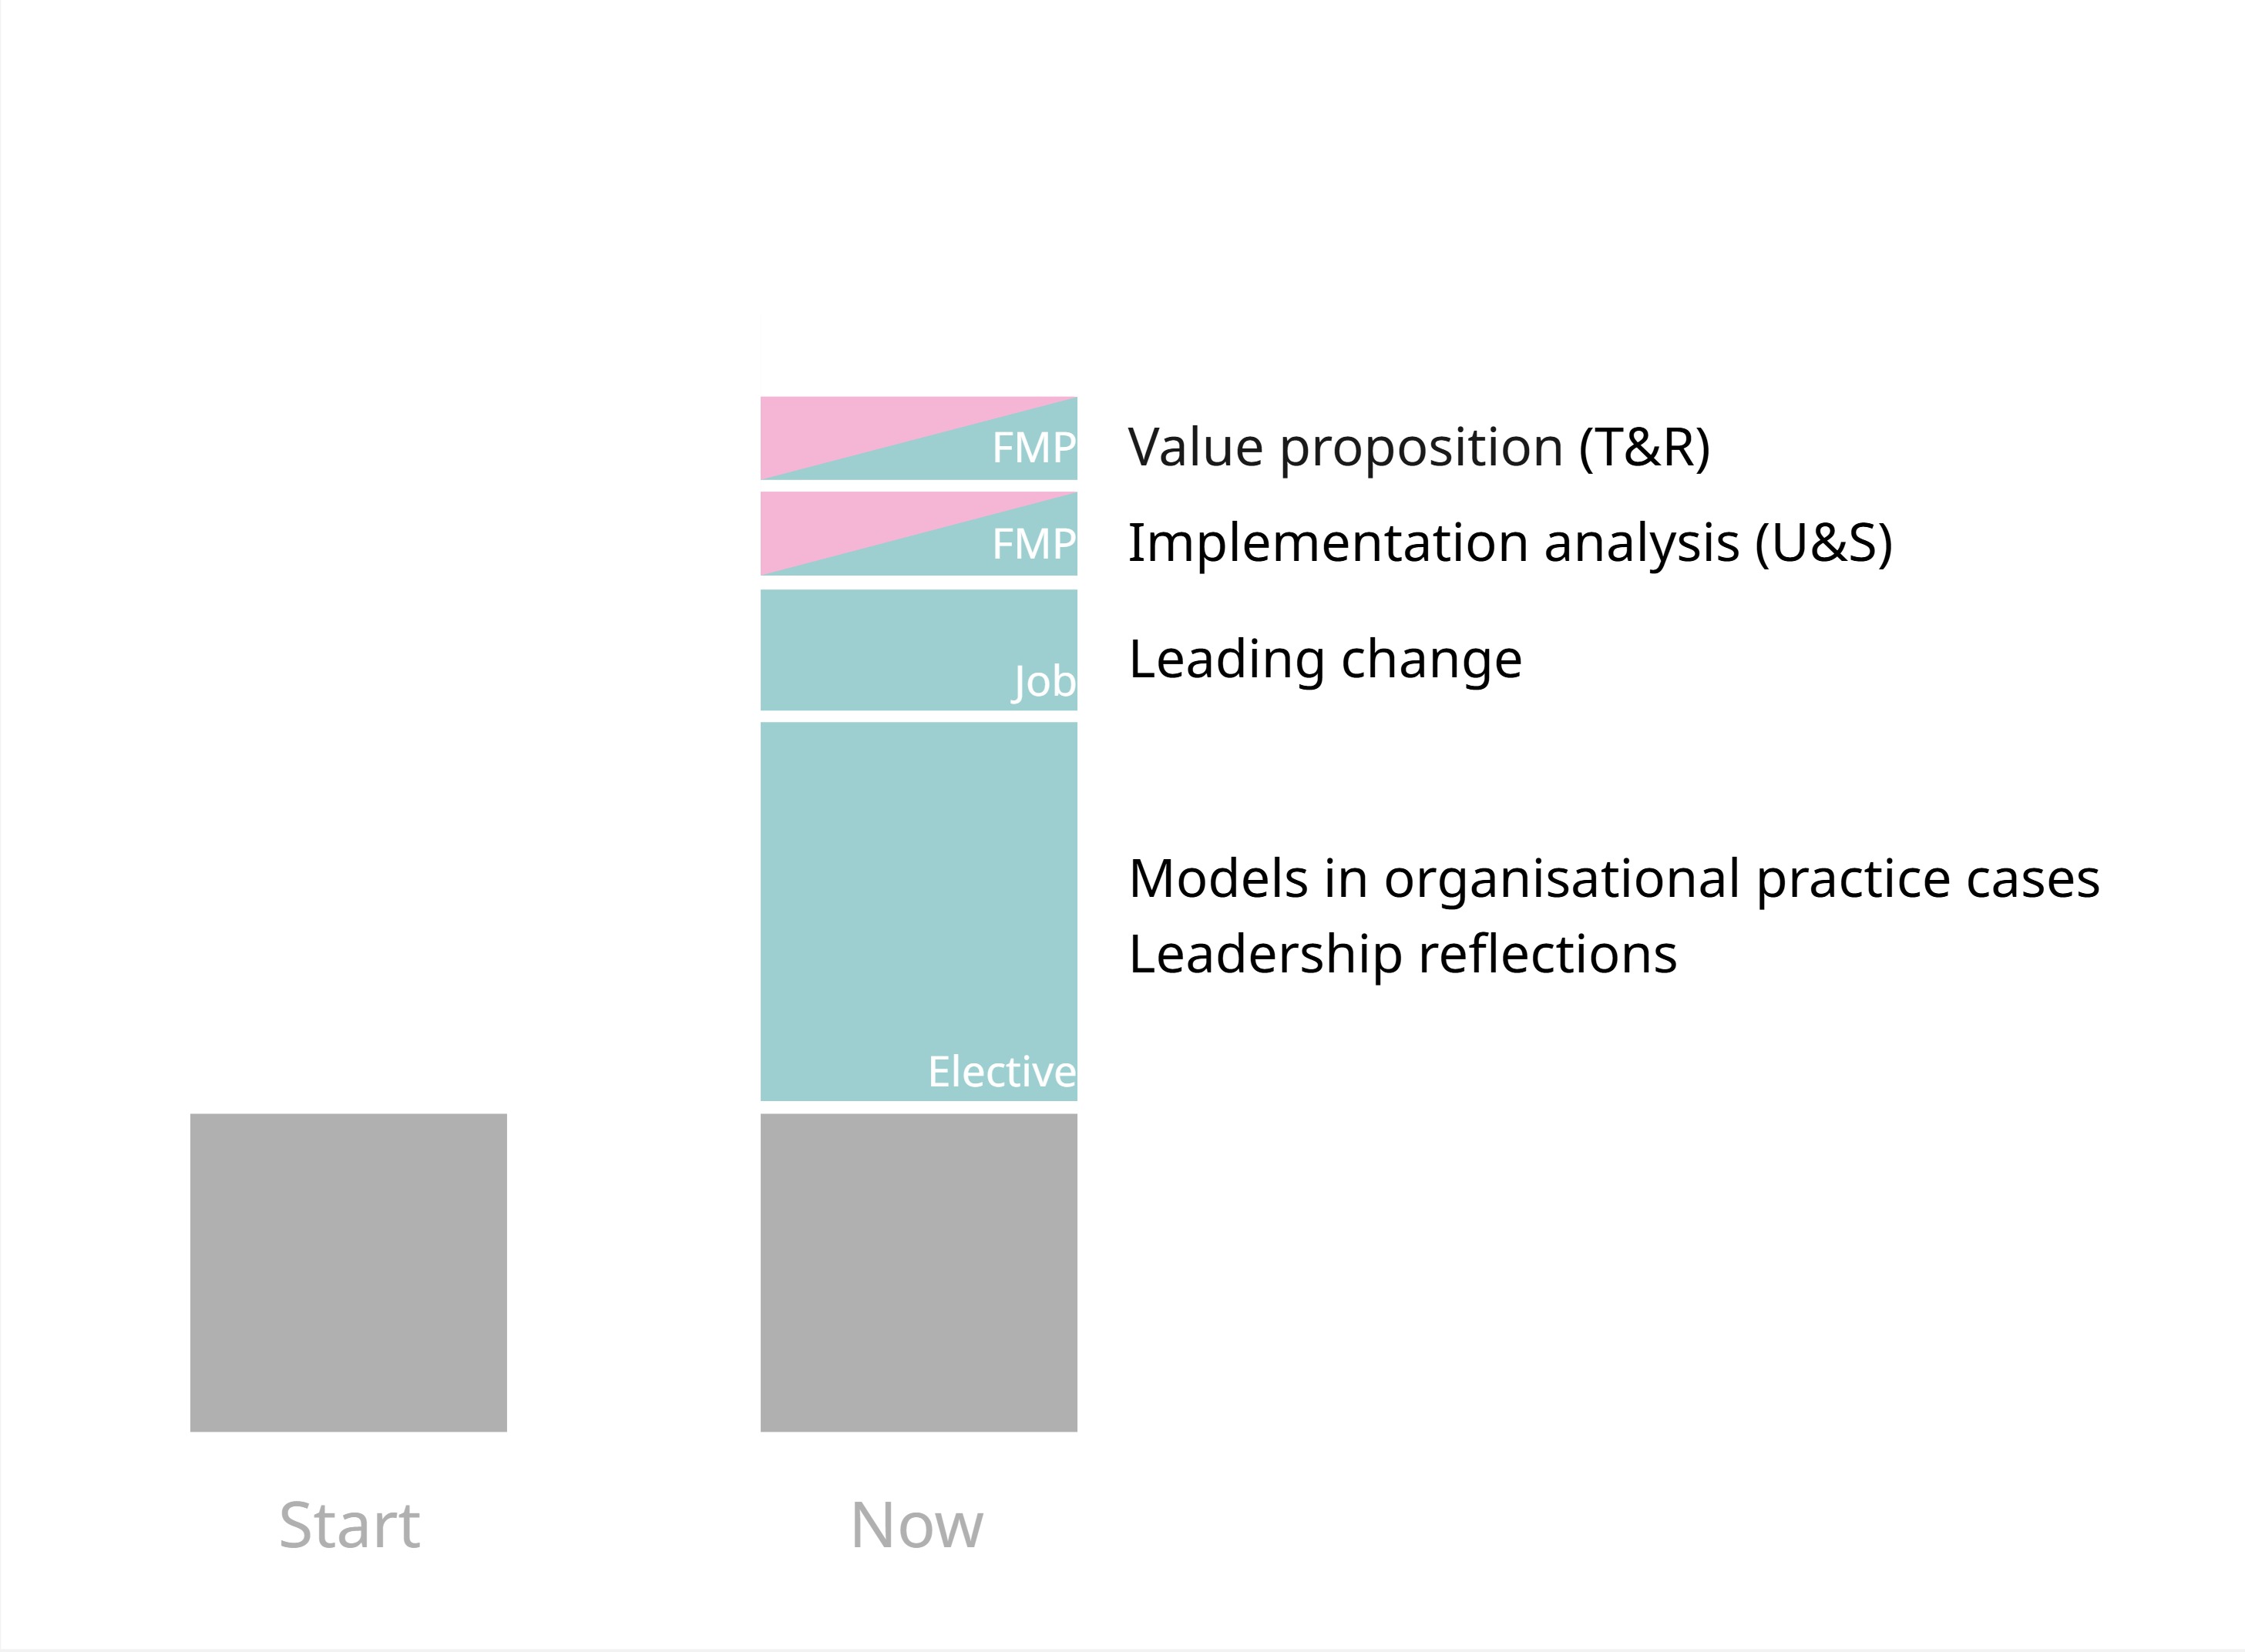 FMP Value proposition (T&R)
FMP Implementation analysis (U&S)
Job Leading change
Models in organisational practice cases
Leadership reflections
Elective
Start Now